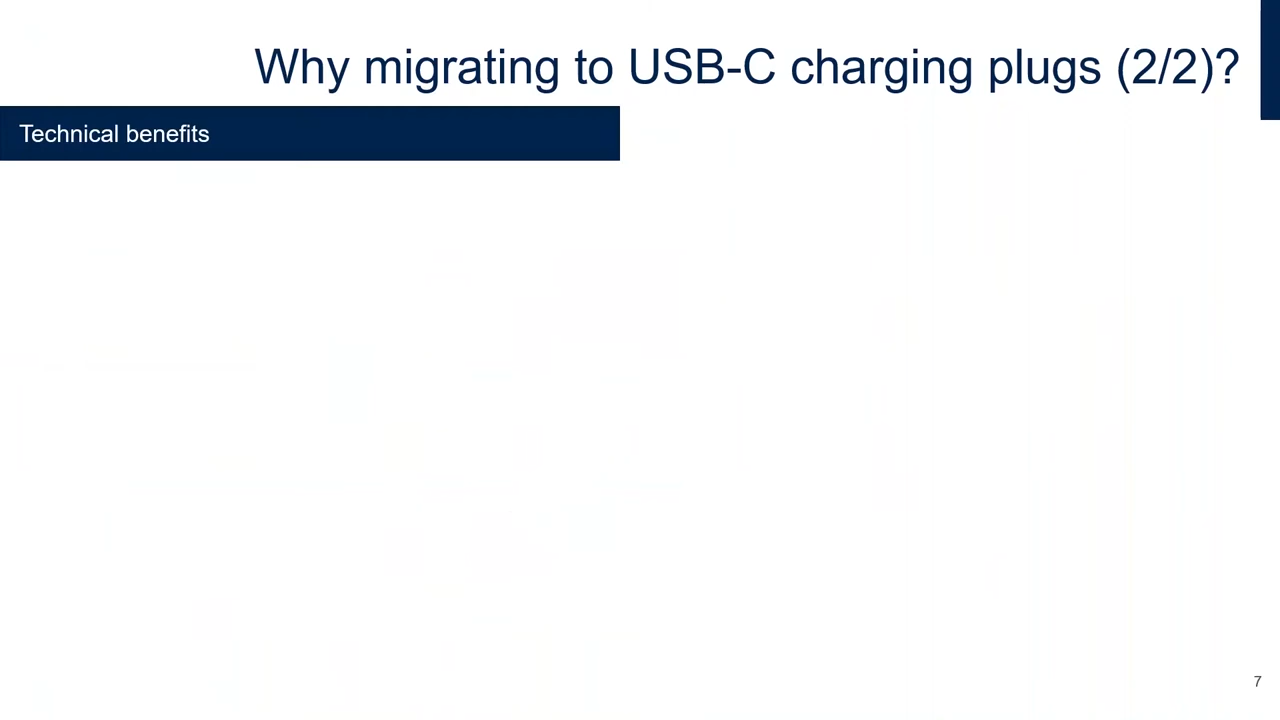 Why migrating to USB-C charging plugs (2/2)?
Technical benefits
7